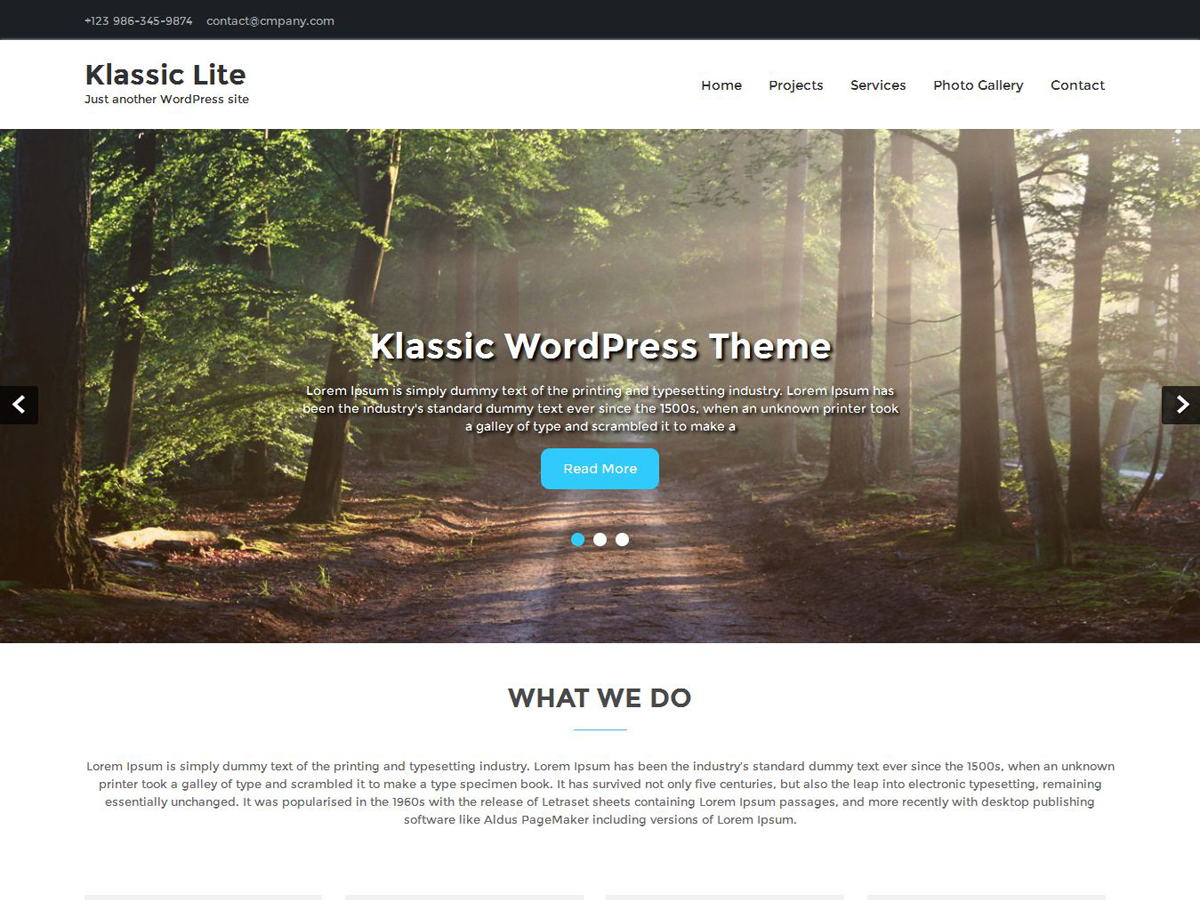 +123 986-345-9874 contact@cmpany.com
Klassic Lite
Just another WordPress site
Home Projects Services Photo Gallery Contact
Klassic WordPress Theme
Lorem Ipsum is simply dummy text of the printing and typesetting industry. Lorem Ipsum has
been the industry's standard dummy text ever since the 1500s, when an unknown printer took
a galley of type and scrambled it to make a
Read More
WHAT WE DO
Lorem Ipsum is simply dummy text of the printing and typesetting industry. Lorem Ipsum has been the industry's standard dummy text ever since the 1500s, when an unknown
printer took a galley of type and scrambled it to make a type specimen book. It has survived not only five centuries, but also the leap into electronic typesetting, remaining
essentially unchanged. It was popularised in the 1960s with the release of Letraset sheets containing Lorem Ipsum passages, and more recently with desktop publishing
software like Aldus PageMaker including versions of Lorem Ipsum.